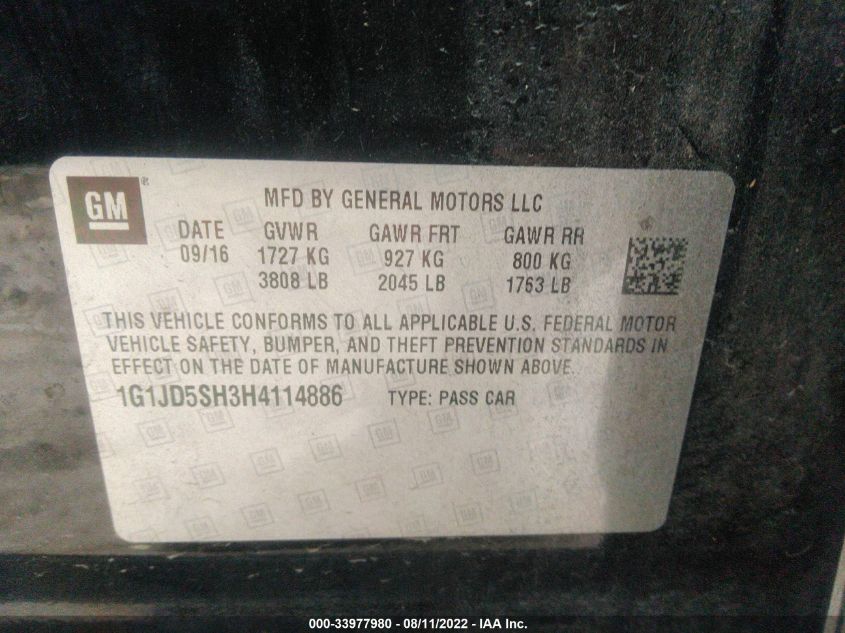 GM ®
MFD BY GENERAL MOTORS LLC
DATE GVWR GAWR FRT GAWR RR
09/16 1727 KG 927 KG 800 KG
3808 LB 2045 LB 1763 LB
THIS VEHICLE CONFORMS TO ALL APPLICABLE U.S. FEDERAL MOTOR
VEHICLE SAFETY, BUMPER, AND THEFT PREVENTION STANDARDS IN
EFFECT ON THE DATE OF MANUFACTURE SHOWN ABOVE.
1G1JD5SH3H4114886 TYPE: PASS CAR
000-33977980 - 08/11/2022 - IAA Inc.